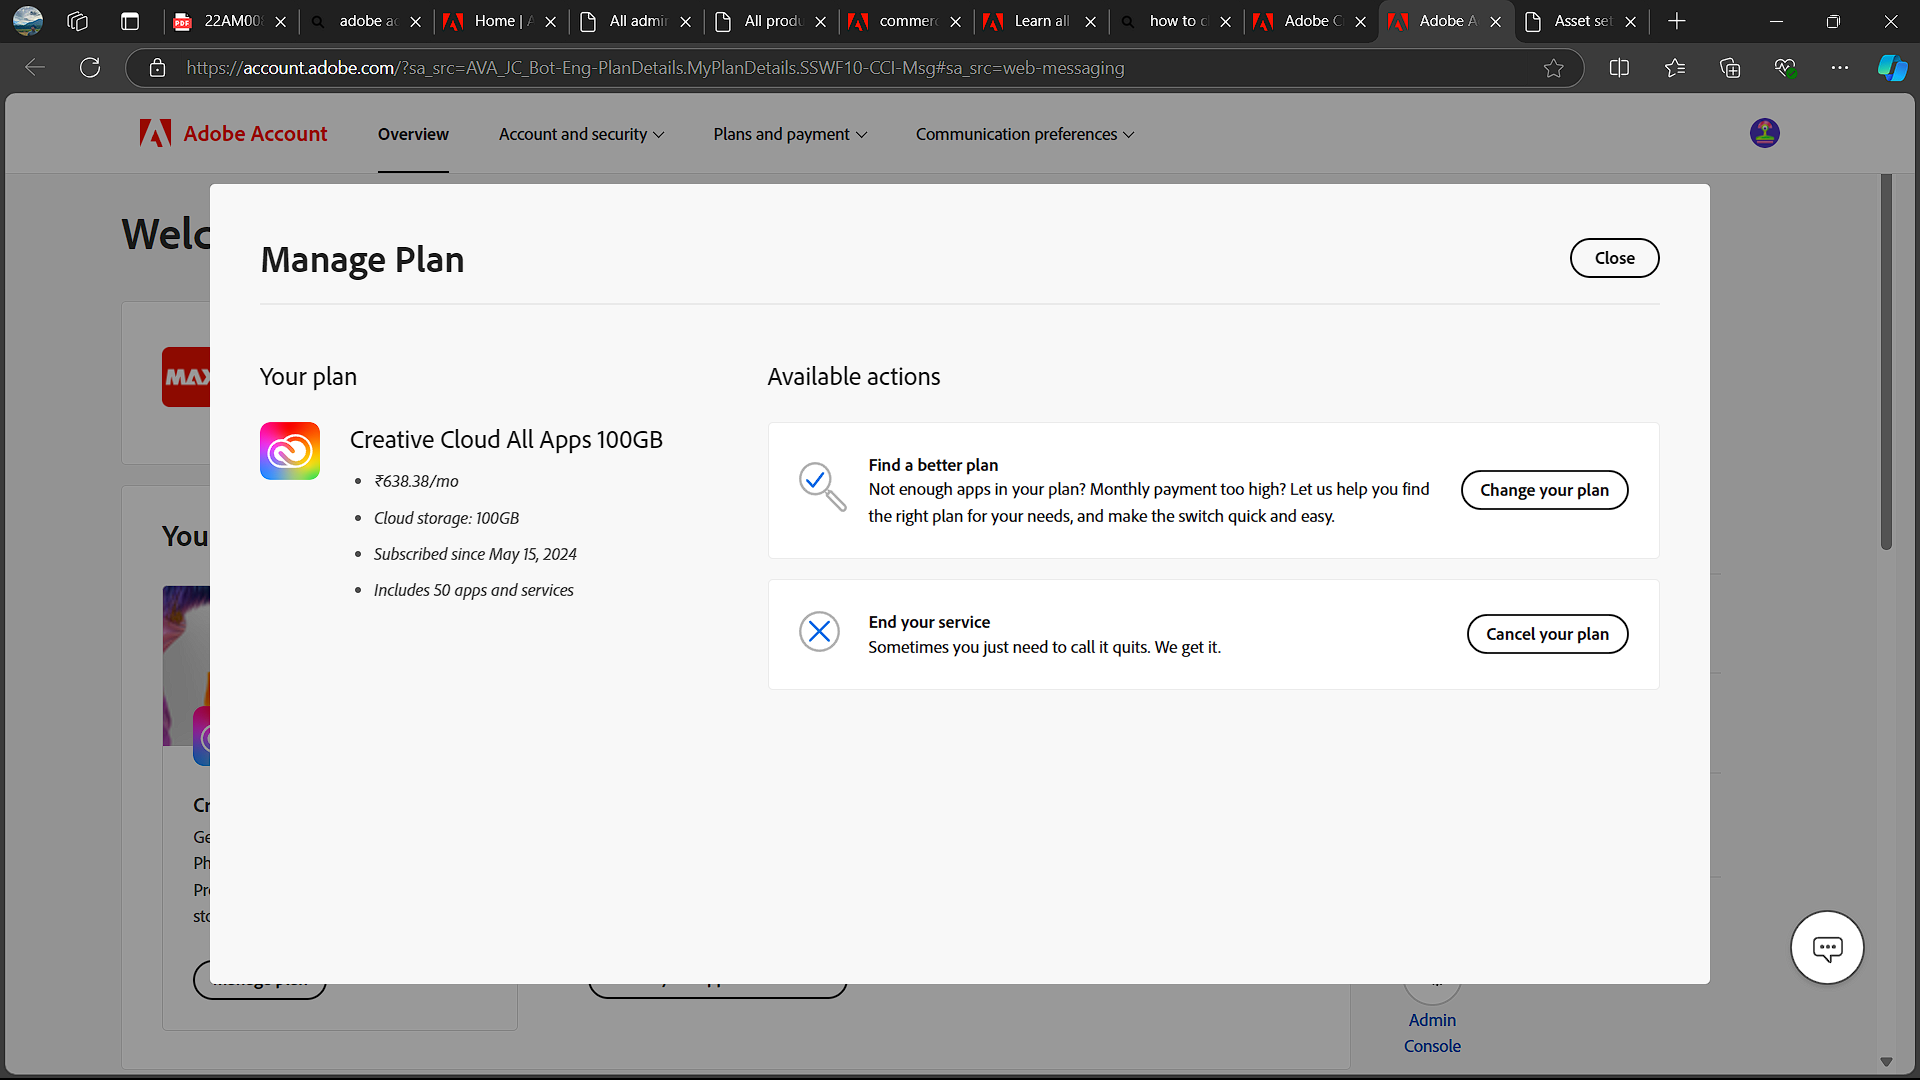 22AM00
adobe ac
Home | A
All admin
All produ
commerc
Learn all
how to c
Adobe C
Adobe A
Asset set
https://account.adobe.com/?sa_src=AVA_JC_Bot-Eng-PlanDetails.MyPlanDetails.SSWF10-CCI-Msg#sa_src=web-messaging
Adobe Account
Overview
Account and security
Plans and payment
Communication preferences
Welc
MAX
You
Manage Plan
Close
Your plan
Creative Cloud All Apps 100GB
• ₹638.38/mo
• Cloud storage: 100GB
• Subscribed since May 15, 2024
• Includes 50 apps and services
Available actions
Find a better plan
Not enough apps in your plan? Monthly payment too high? Let us help you find
the right plan for your needs, and make the switch quick and easy.
Change your plan
End your service
Sometimes you just need to call it quits. We get it.
Cancel your plan
Cr
Ge
Ph
Pr
sto
Admin
Console